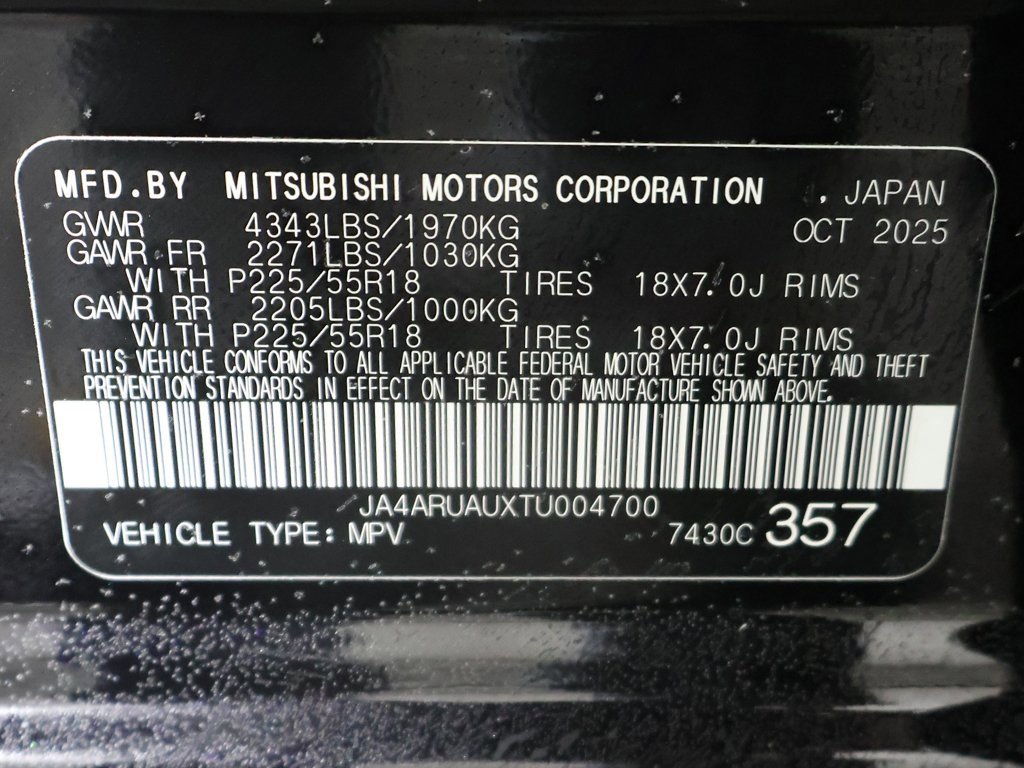 MFD.BY MITSUBISHI MOTORS CORPORATION , JAPAN
GVWR 4343LBS/1970KG OCT 2025
GAWR FR 2271LBS/1030KG
WITH P225/55R18 TIRES 18X7.0J RIMS
GAWR RR 2205LBS/1000KG
WITH P225/55R18 TIRES 18X7.0J RIMS
THIS VEHICLE CONFORMS TO ALL APPLICABLE FEDERAL MOTOR VEHICLE SAFETY AND THEFT
PREVENTION STANDARDS IN EFFECT ON THE DATE OF MANUFACTURE SHOWN ABOVE.
JA4ARUAUXTU004700
VEHICLE TYPE: MPV 7430C 357